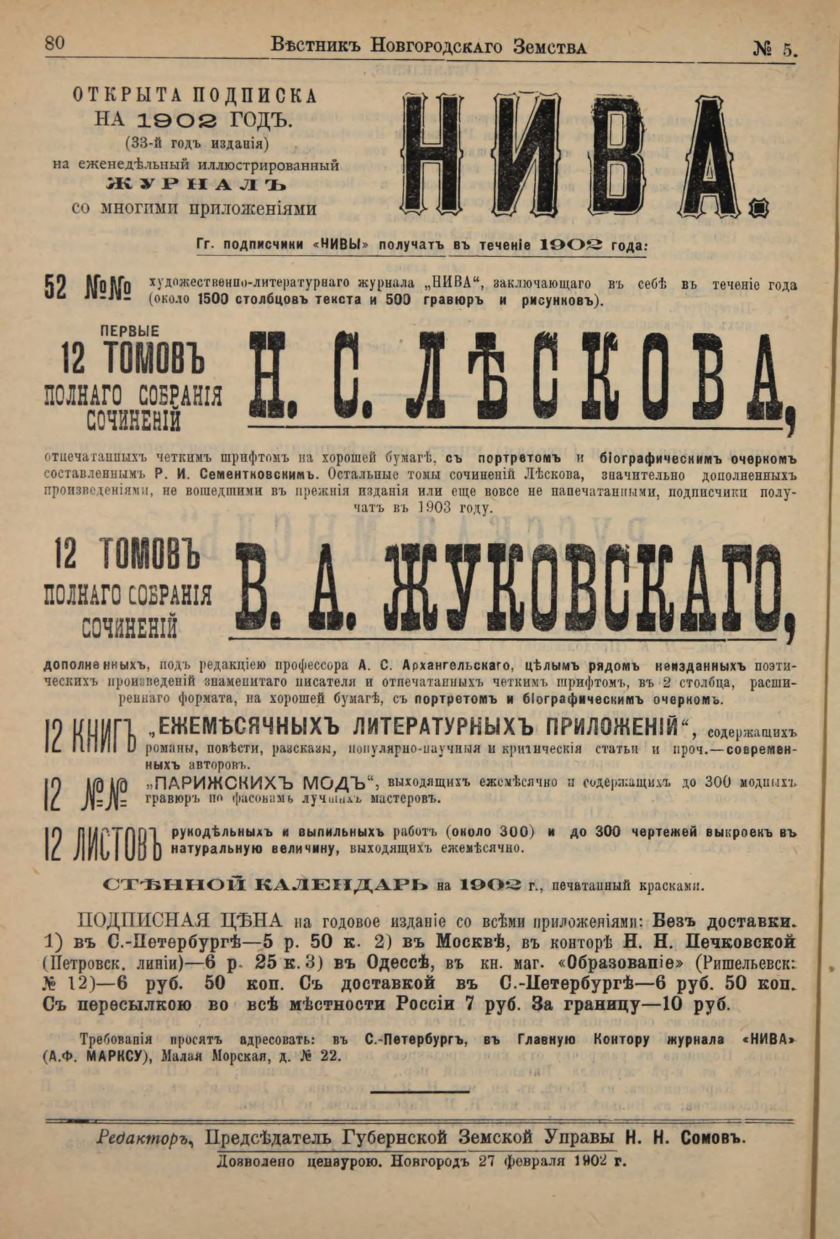 80 Вѣстникъ Новгородскаго Земства № 5.
ОТКРЫТА ПОДПИСКА
НА 1902 ГОДЪ.
(33-й годъ изданія)
на еженедѣльный иллюстрированный
ЖУРНАЛЪ
со многими приложеніями
НИВА.
Гг. подписчики «НИВЫ» получатъ въ теченіе 1902 года:
52 №№ художественно-литературнаго журнала „НИВА“, заключающаго въ себѣ въ теченіе года
(около 1500 столбцовъ текста и 500 гравюръ и рисунковъ).
ПЕРВЫЕ
12 ТОМОВЪ
ПОЛНАГО СОБРАНІЯ
СОЧИНЕНІЙ
Н. С. ЛѢСКОВА,
отпечатанныхъ четкимъ шрифтомъ на хорошей бумагѣ, съ портретомъ и біографическимъ очеркомъ
составленнымъ Р. И. Сементковскимъ. Остальные томы сочиненій Лѣскова, значительно дополненныхъ
произведеніями, не вошедшими въ прежнія изданія или еще вовсе не напечатанными, подписчики полу-
чатъ въ 1903 году.
12 ТОМОВЪ
ПОЛНАГО СОБРАНІЯ
СОЧИНЕНІЙ
В. А. ЖУКОВСКАГО,
дополненныхъ, подъ редакціею профессора А. С. Архангельскаго, цѣлымъ рядомъ неизданныхъ поэти-
ческихъ произведеній знаменитаго писателя и отпечатанныхъ четкимъ шрифтомъ, въ 2 столбца, расши-
реннаго формата, на хорошей бумагѣ, съ портретомъ и біографическимъ очеркомъ.
12 КНИГЪ „ЕЖЕМѢСЯЧНЫХЪ ЛИТЕРАТУРНЫХЪ ПРИЛОЖЕНІЙ“, содержащихъ
романы, повѣсти, разсказы, популярно-научныя и критическія статьи и проч.—современ-
ныхъ авторовъ.
12 №№ „ПАРИЖСКИХЪ МОДЪ“, выходящихъ ежемѣсячно и содержащихъ до 300 модныхъ
гравюръ по фасонамъ лучшихъ мастеровъ.
12 ЛИСТОВЪ рукодѣльныхъ и выпильныхъ работъ (около 300) и до 300 чертежей выкроекъ въ
натуральную величину, выходящихъ ежемѣсячно.
СТѢННОЙ КАЛЕНДАРЬ на 1902 г., печатанный красками.
ПОДПИСНАЯ ЦѢНА на годовое изданіе со всѣми приложеніями: Безъ доставки.
1) въ С.-Петербургѣ—5 р. 50 к. 2) въ Москвѣ, въ конторѣ Н. Н. Печковской
(Петровск. линіи)—6 р. 25 к. 3) въ Одессѣ, въ кн. маг. «Образованіе» (Ришельевск:
№ 12)—6 руб. 50 коп. Съ доставкой въ С.-Петербургѣ—6 руб. 50 коп.
Съ пересылкою во всѣ мѣстности Россіи 7 руб. За границу—10 руб.
Требованія просятъ адресовать: въ С.-Петербургъ, въ Главную Контору журнала «НИВА»
(А.Ф. МАРКСУ), Малая Морская, д. № 22.
Редакторъ, Предсѣдатель Губернской Земской Управы Н. Н. Сомовъ.
Дозволено цензурою. Новгородъ 27 февраля 1902 г.